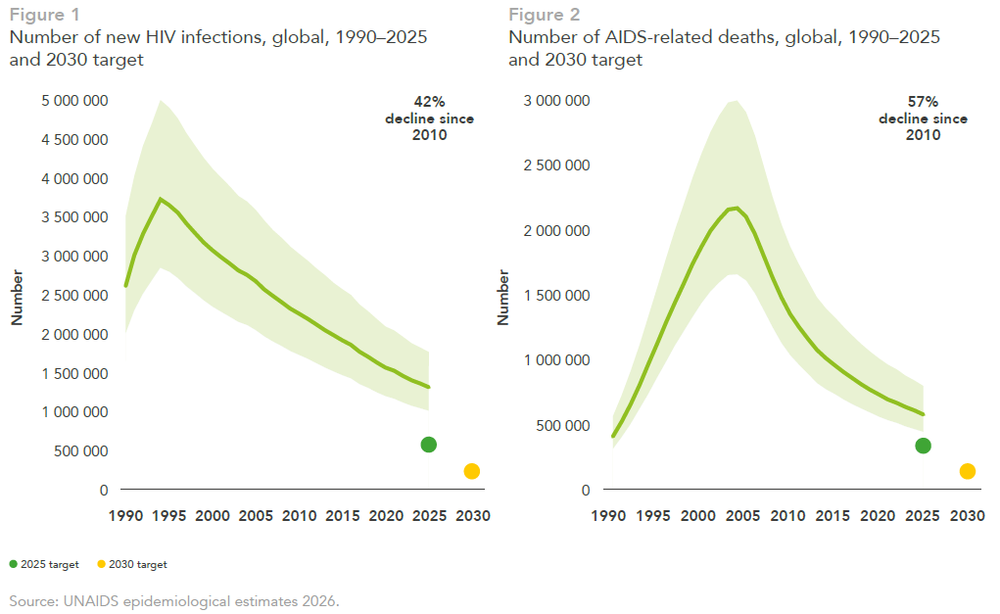 Figure 1
Number of new HIV infections, global, 1990–2025
and 2030 target
42%
decline since
2010
Number
5 000 000
4 500 000
4 000 000
3 500 000
3 000 000
2 500 000
2 000 000
1 500 000
1 000 000
500 000
0
1990 1995 2000 2005 2010 2015 2020 2025 2030
Figure 2
Number of AIDS-related deaths, global, 1990–2025
and 2030 target
57%
decline since
2010
Number
3 000 000
2 500 000
2 000 000
1 500 000
1 000 000
500 000
0
1990 1995 2000 2005 2010 2015 2020 2025 2030
2025 target 2030 target
Source: UNAIDS epidemiological estimates 2026.